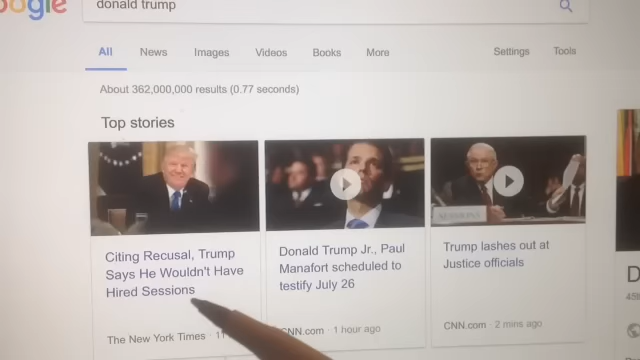 oogle
donald trump
All News Images Videos Books More Settings Tools
About 362,000,000 results (0.77 seconds)
Top stories
Citing Recusal, Trump
Says He Wouldn't Have
Hired Sessions
The New York Times · 11
Donald Trump Jr., Paul
Manafort scheduled to
testify July 26
CNN.com · 1 hour ago
Trump lashes out at
Justice officials
CNN.com · 2 mins ago
D
45th